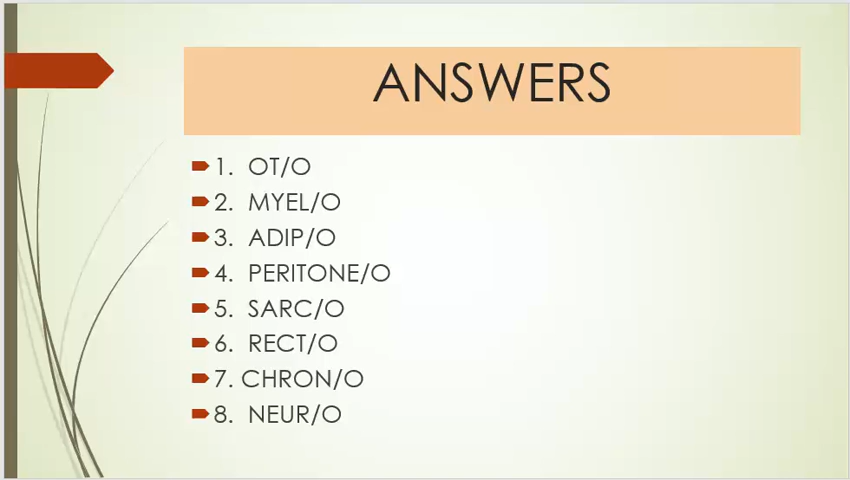 ANSWERS
1. OT/O
2. MYEL/O
3. ADIP/O
4. PERITONE/O
5. SARC/O
6. RECT/O
7. CHRON/O
8. NEUR/O